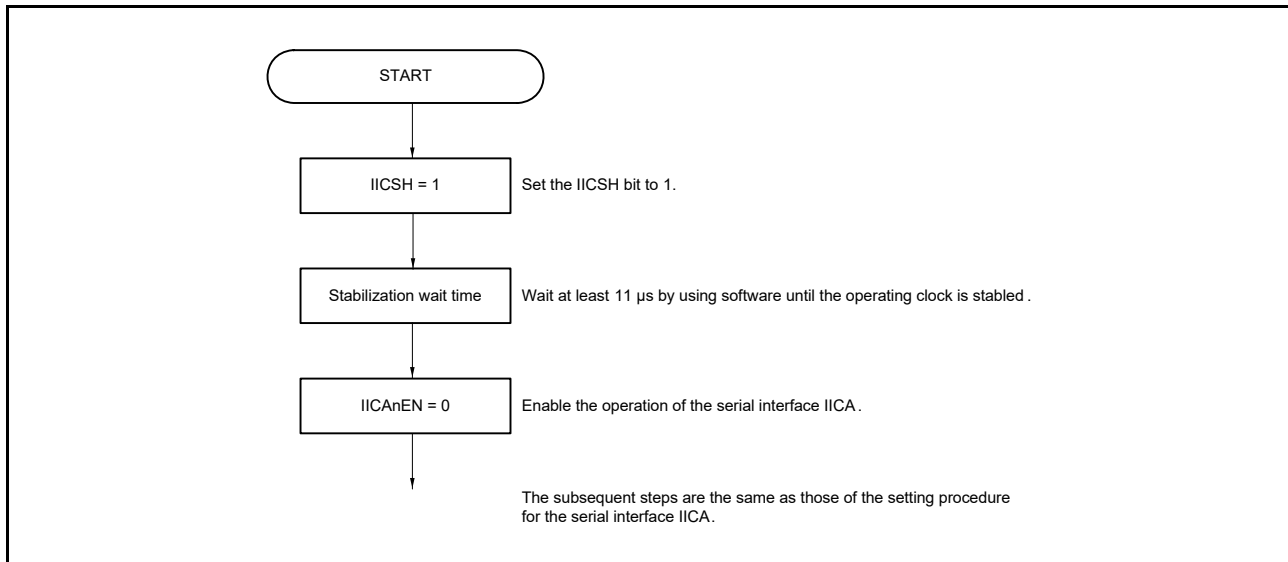 START
IICSH = 1
Set the IICSH bit to 1.
Stabilization wait time
Wait at least 11 µs by using software until the operating clock is stabled .
IICAnEN = 0
Enable the operation of the serial interface IICA .
The subsequent steps are the same as those of the setting procedure
for the serial interface IICA .